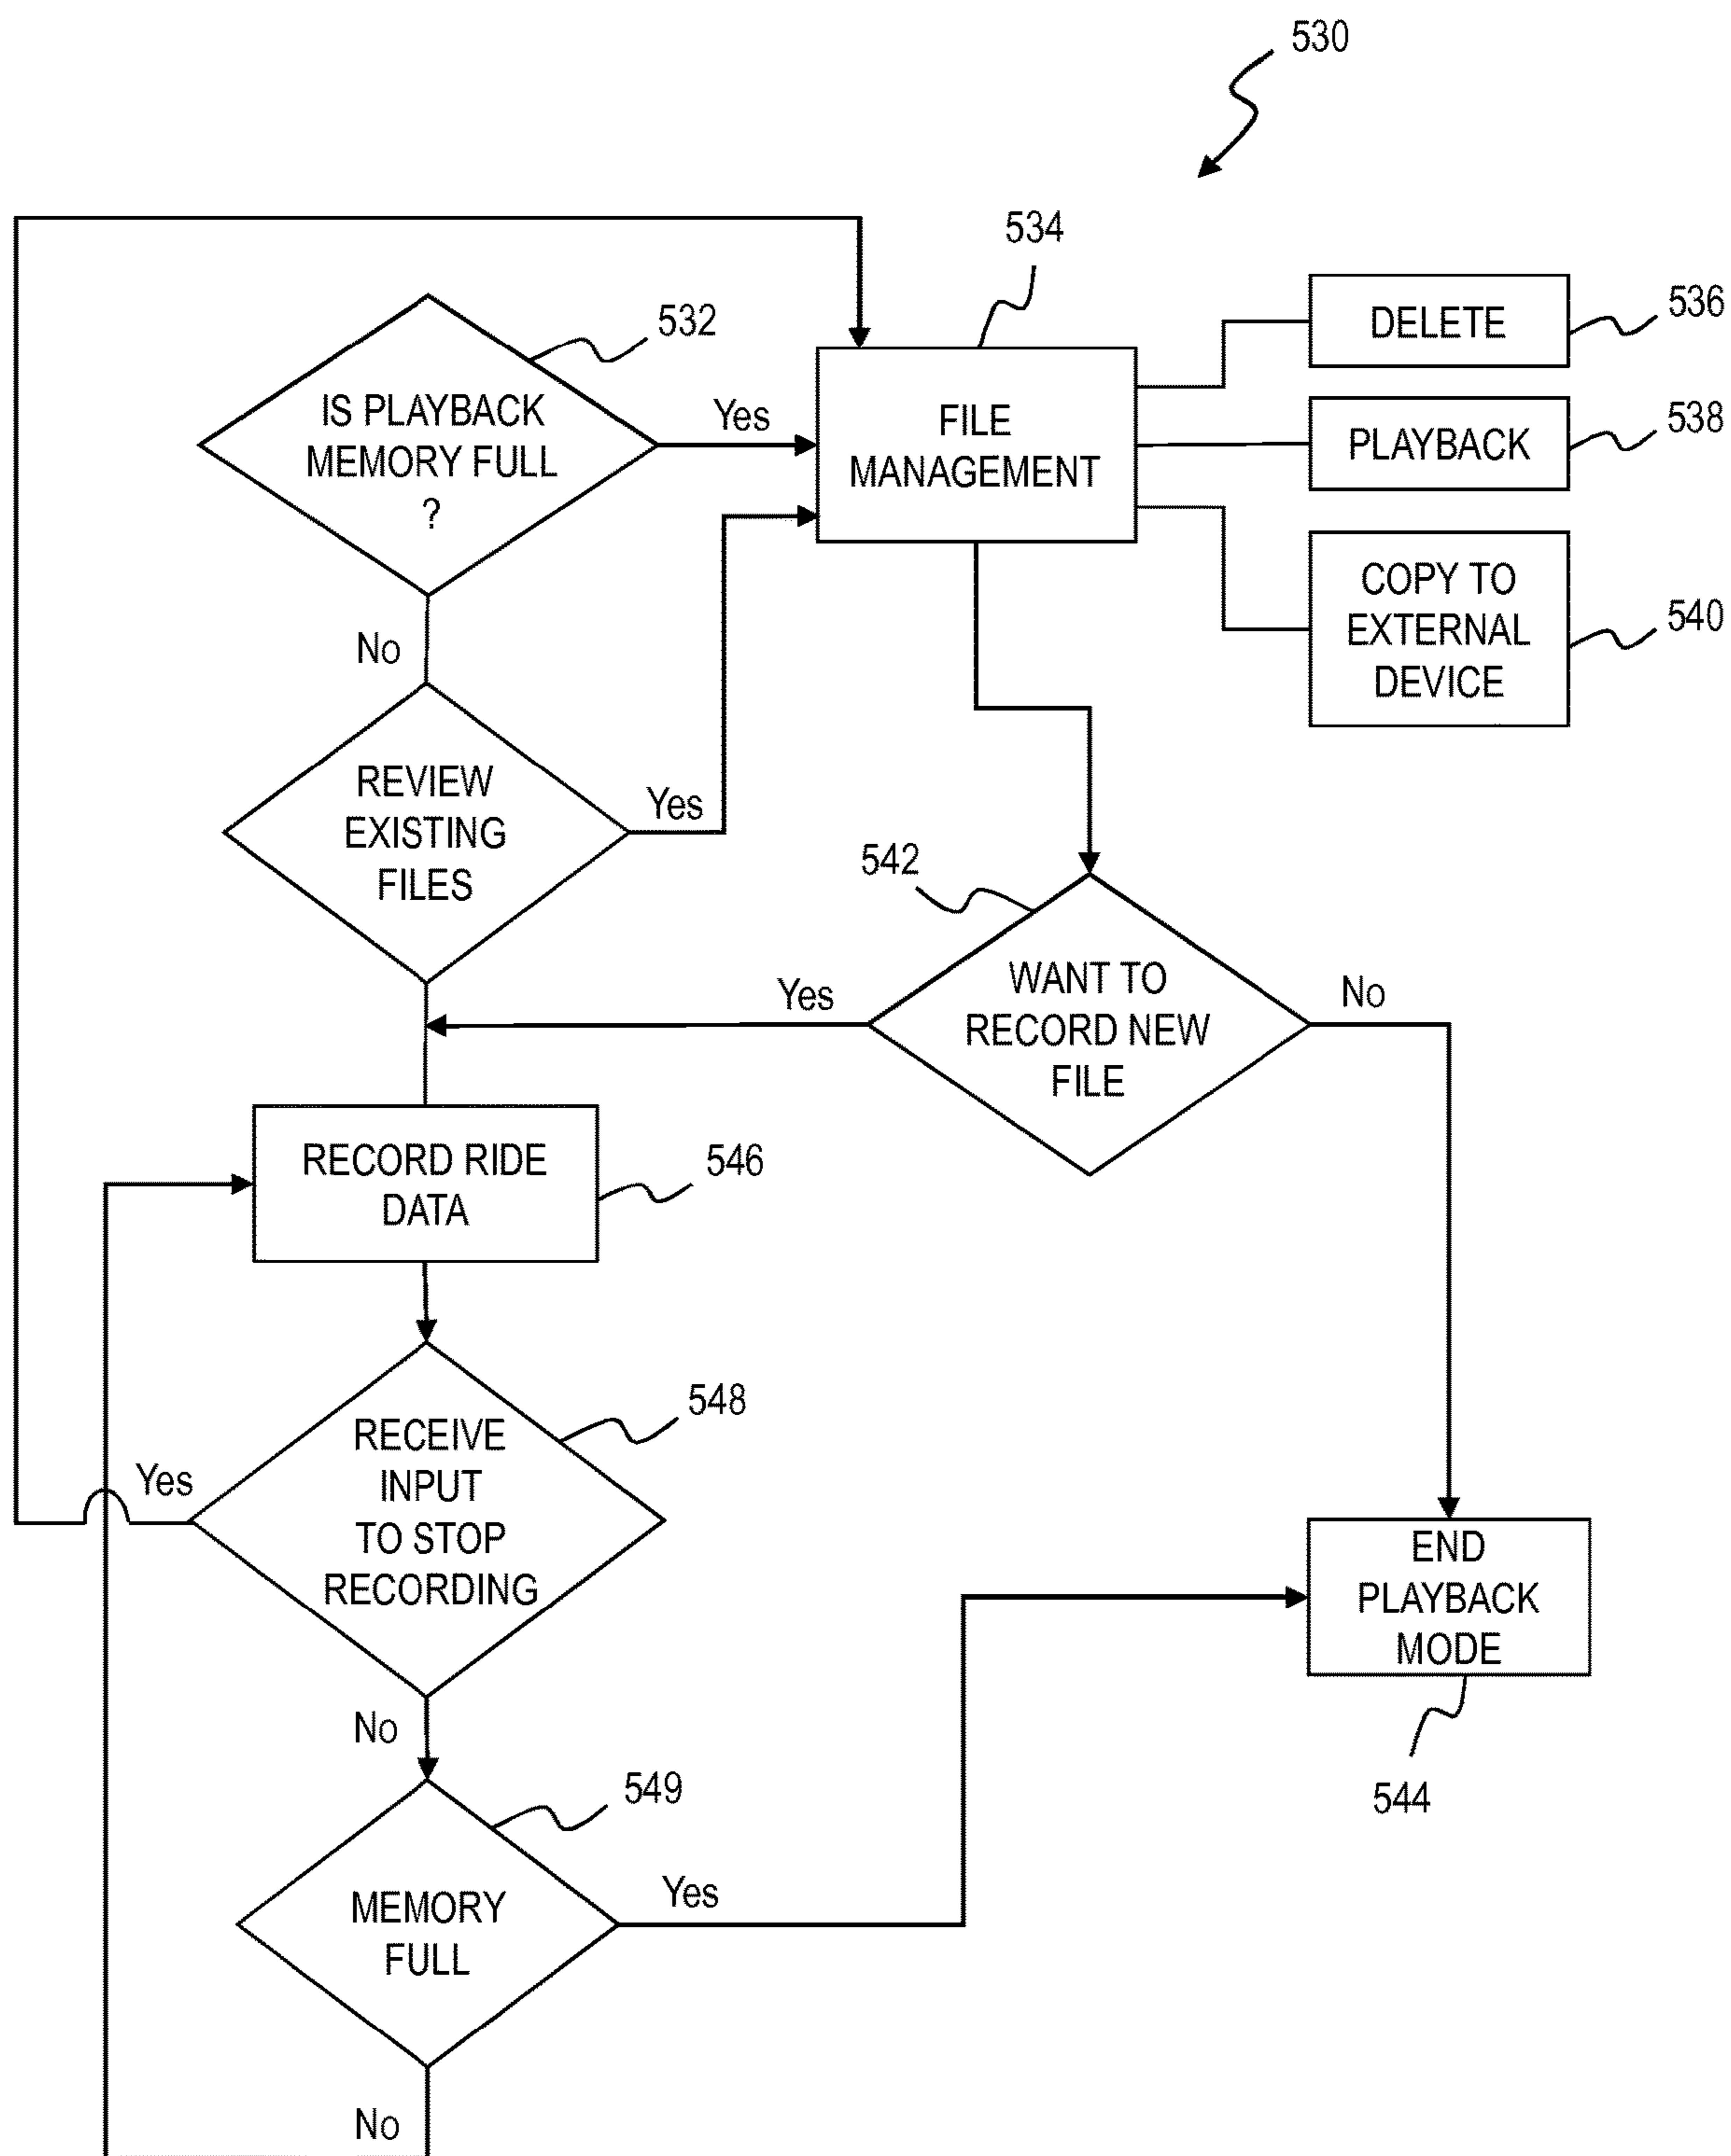 530
534
532
IS PLAYBACK
MEMORY FULL
?
Yes
FILE
MANAGEMENT
DELETE
536
PLAYBACK
538
COPY TO
EXTERNAL
DEVICE
540
No
REVIEW
EXISTING
FILES
Yes
542
WANT TO
RECORD NEW
FILE
Yes
No
RECORD RIDE
DATA
546
548
RECEIVE
INPUT
TO STOP
RECORDING
Yes
No
END
PLAYBACK
MODE
544
549
MEMORY
FULL
Yes
No